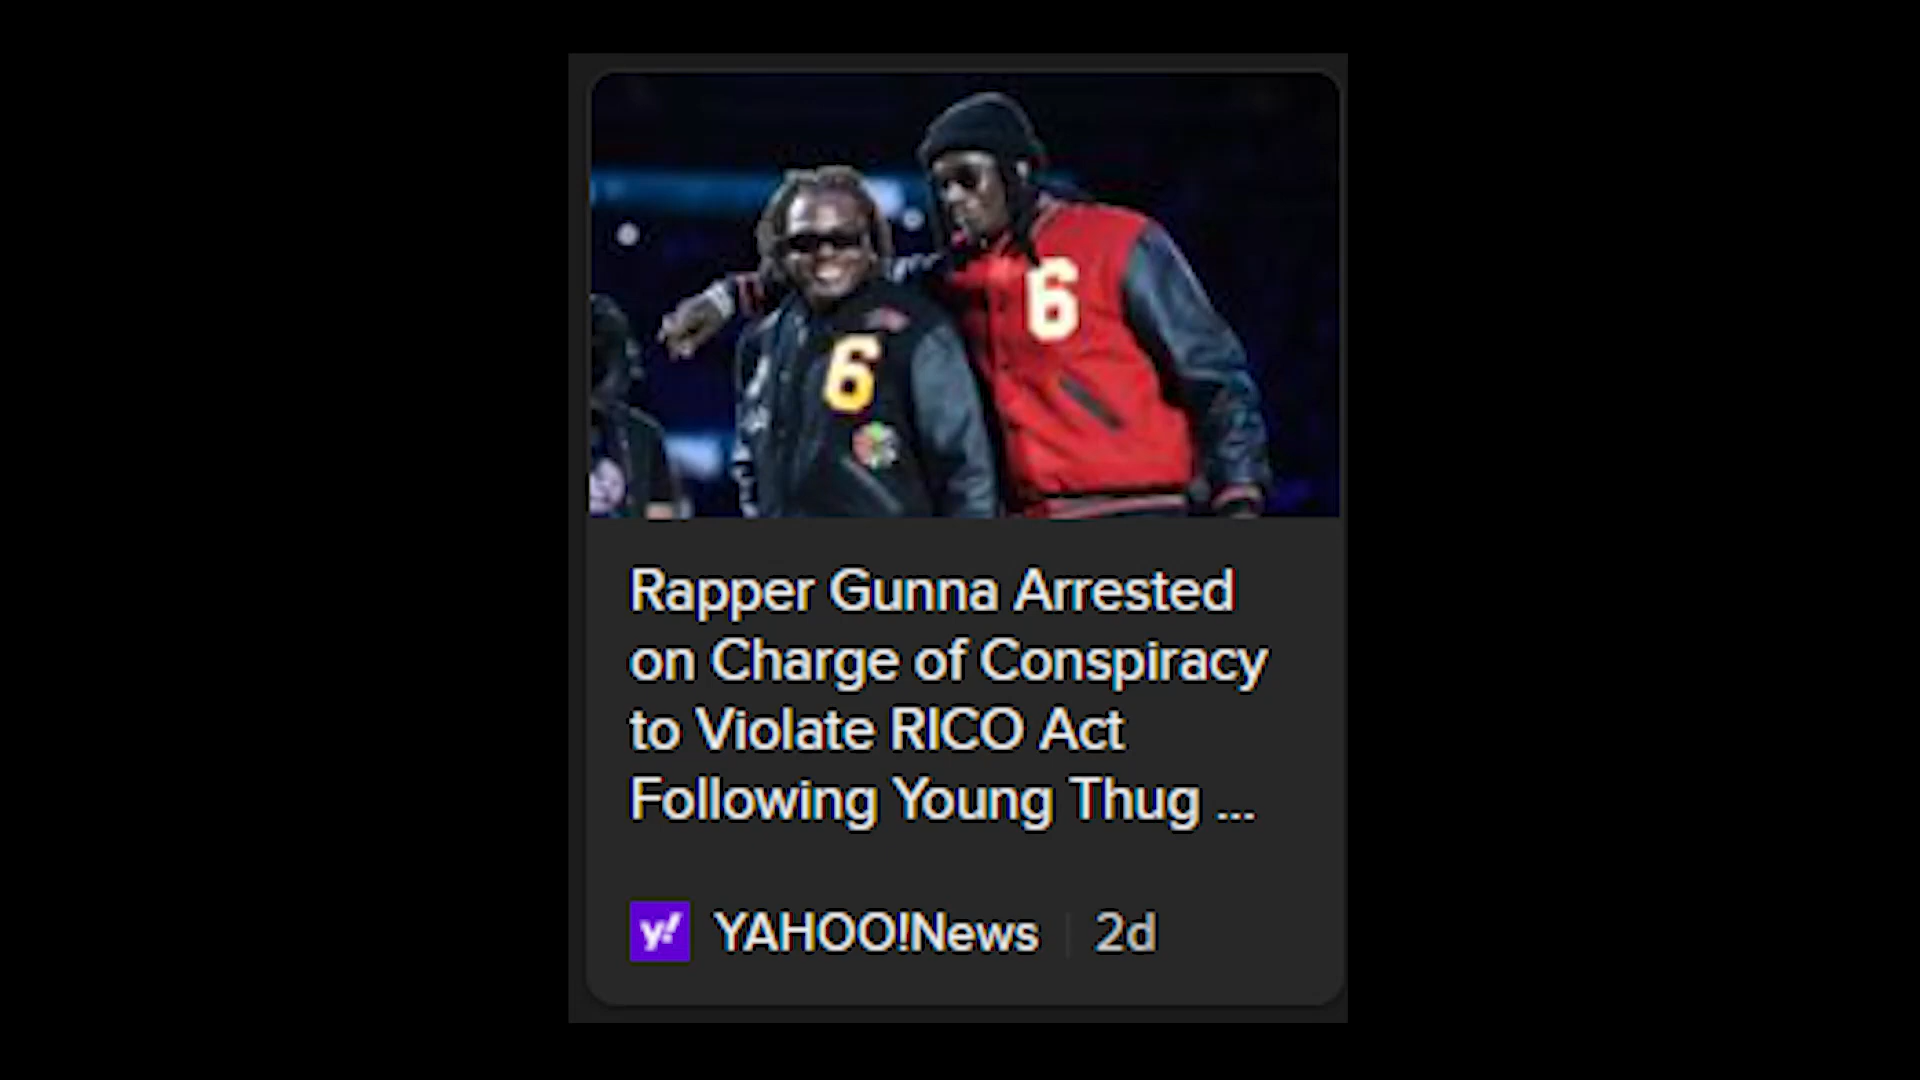 6
6
Rapper Gunna Arrested
on Charge of Conspiracy
to Violate RICO Act
Following Young Thug ...
y! YAHOO!News | 2d